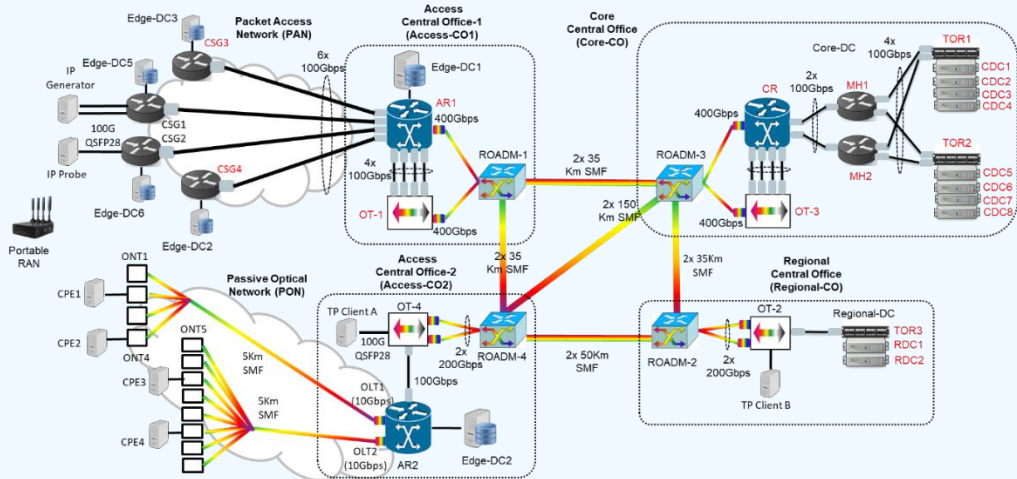 Edge-DC3
Packet Access
Network (PAN)
CSG3
Edge-DC5
IP
Generator
6x
100Gbps
CSG1
CSG2
100G
QSFP28
IP Probe
CSG4
Edge-DC6
Edge-DC2
Portable
RAN
Access
Central Office-1
(Access-CO1)
Edge-DC1
AR1
400Gbps
4x
100Gbps
OT-1
400Gbps
ROADM-1
2x 35
Km SMF
Core
Central Office
(Core-CO)
CR
400Gbps
ROADM-3
400Gbps
OT-3
2x
100Gbps
Core-DC
MH1
MH2
4x
100Gbps
TOR1
CDC1
CDC2
CDC3
CDC4
TOR2
CDC5
CDC6
CDC7
CDC8
2x 150
Km SMF
2x 35
Km SMF
2x 35Km
SMF
ONT1
Passive Optical
Network (PON)
CPE1
ONT5
CPE2
ONT4
5Km
SMF
CPE3
5Km
SMF
CPE4
OLT1
(10Gbps)
OLT2
(10Gbps)
Access
Central Office-2
(Access-CO2)
TP Client A
OT-4
100G
QSFP28
2x
200Gbps
ROADM-4
100Gbps
AR2
Edge-DC2
2x 50Km
SMF
Regional
Central Office
(Regional-CO)
ROADM-2
OT-2
2x
200Gbps
TP Client B
Regional-DC
TOR3
RDC1
RDC2